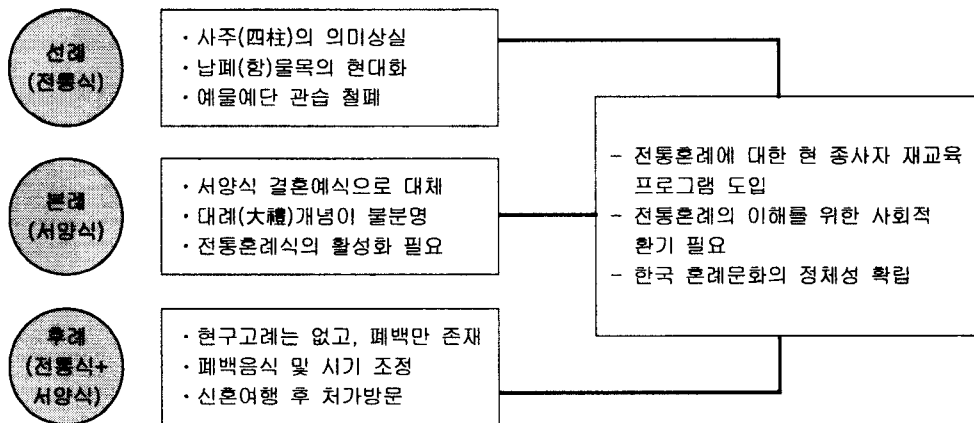 선례
(전통식)
· 사주(四柱)의 의미상실
· 납폐(함)물목의 현대화
· 예물예단 관습 철폐
본례
(서양식)
· 서양식 결혼예식으로 대체
· 대례(大禮)개념이 불분명
· 전통혼례식의 활성화 필요
후례
(전통식+
서양식)
· 현구고례는 없고, 폐백만 존재
· 폐백음식 및 시기 조정
· 신혼여행 후 처가방문
- 전통혼례에 대한 현 종사자 재교육
프로그램 도입
- 전통혼례의 이해를 위한 사회적
환기 필요
- 한국 혼례문화의 정체성 확립